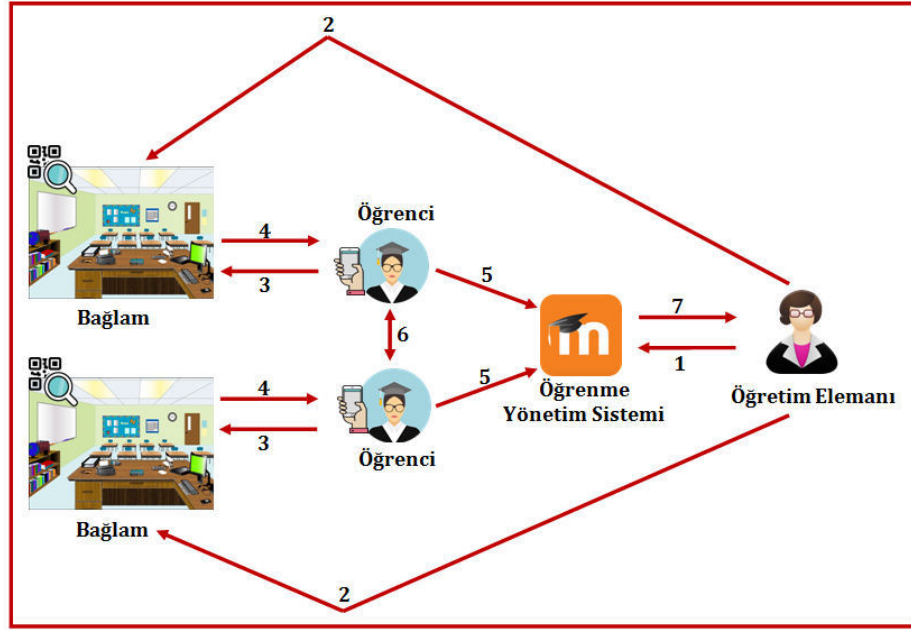 2
Öğrenci
4
3
Bağlam
5
6
7
1
Öğrenme
Yönetim Sistemi
Öğretim Elemanı
4
3
5
Öğrenci
Bağlam
2